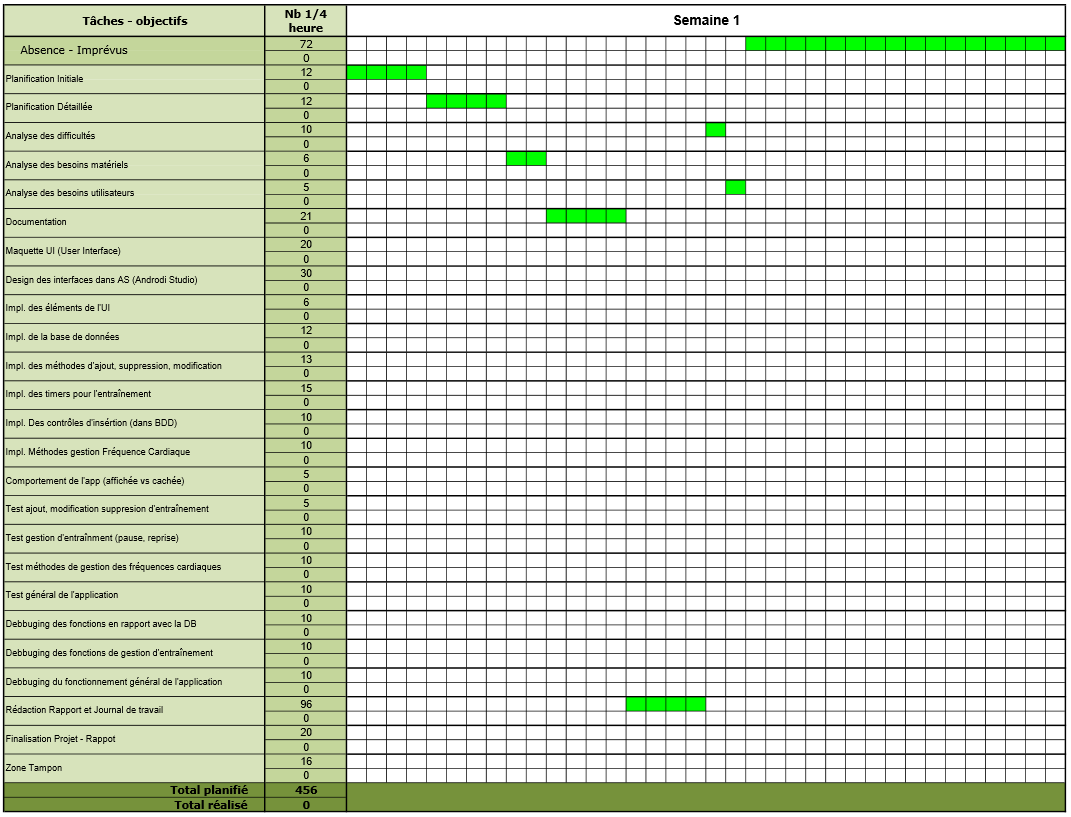 Tâches - objectifs
Nb 1/4
heure
Semaine 1
Absence - Imprévus
72
0
Planification Initiale
12
0
Planification Détaillée
12
0
Analyse des difficultés
10
0
Analyse des besoins matériels
6
0
Analyse des besoins utilisateurs
5
0
Documentation
21
0
Maquette UI (User Interface)
20
0
Design des interfaces dans AS (Androdi Studio)
30
0
Impl. des éléments de l'UI
6
0
Impl. de la base de données
12
0
Impl. des méthodes d'ajout, suppression, modification
13
0
Impl. des timers pour l'entraînement
15
0
Impl. Des contrôles d'insértion (dans BDD)
10
0
Impl. Méthodes gestion Fréquence Cardiaque
10
0
Comportement de l'app (affichée vs cachée)
5
0
Test ajout, modification suppresion d'entraînement
5
0
Test gestion d'entraînment (pause, reprise)
10
0
Test méthodes de gestion des fréquences cardiaques
10
0
Test général de l'application
10
0
Debbuging des fonctions en rapport avec la DB
10
0
Debbuging des fonctions de gestion d'entraînement
10
0
Debbuging du fonctionnement général de l'application
10
0
Rédaction Rapport et Journal de travail
96
0
Finalisation Projet - Rappot
20
0
Zone Tampon
16
0
Total planifié
456
Total réalisé
0